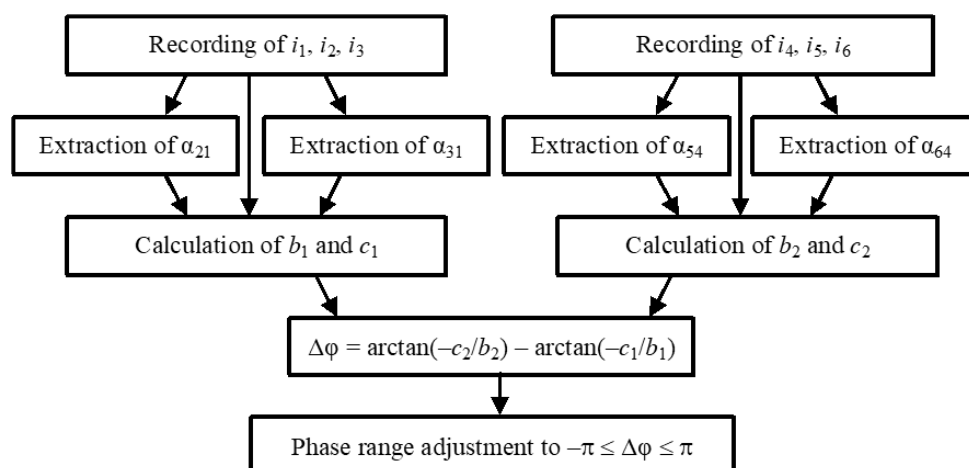 Recording of i₁, i₂, i₃
Recording of i₄, i₅, i₆
Extraction of α₂₁
Extraction of α₃₁
Extraction of α₅₄
Extraction of α₆₄
Calculation of b₁ and c₁
Calculation of b₂ and c₂
Δφ = arctan(–c₂/b₂) – arctan(–c₁/b₁)
Phase range adjustment to –π ≤ Δφ ≤ π